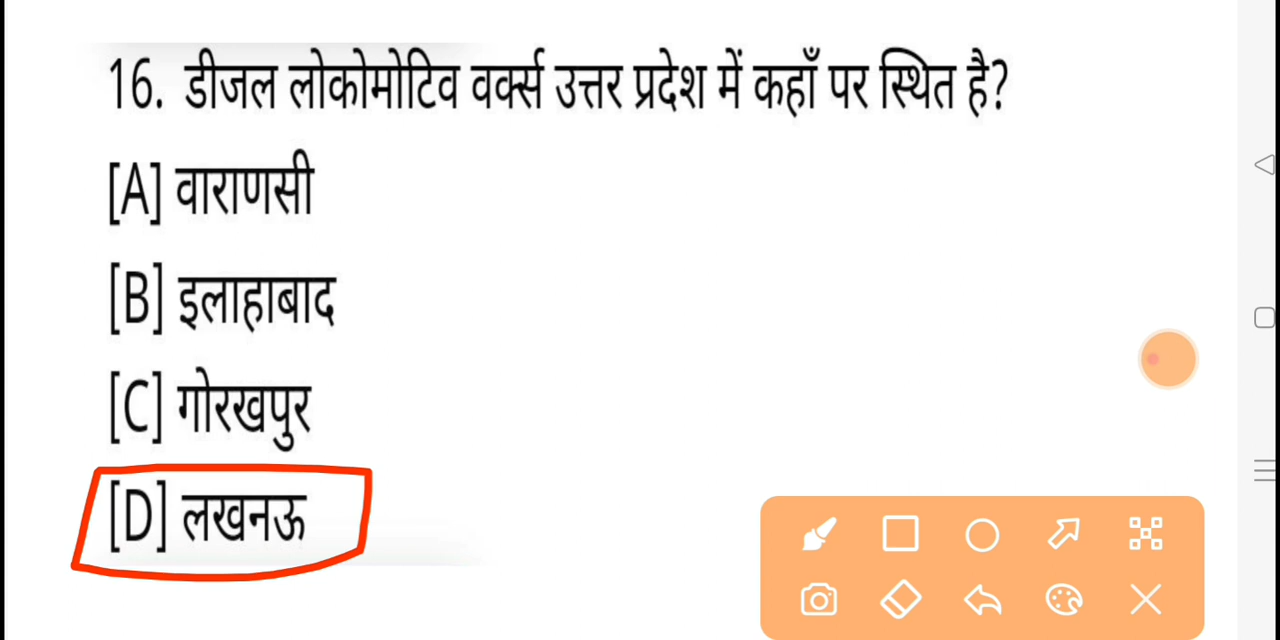 16. डीजल लोकोमोटिव वर्क्स उत्तर प्रदेश में कहाँ पर स्थित है?
[A] वाराणसी
[B] इलाहाबाद
[C] गोरखपुर
[D] लखनऊ